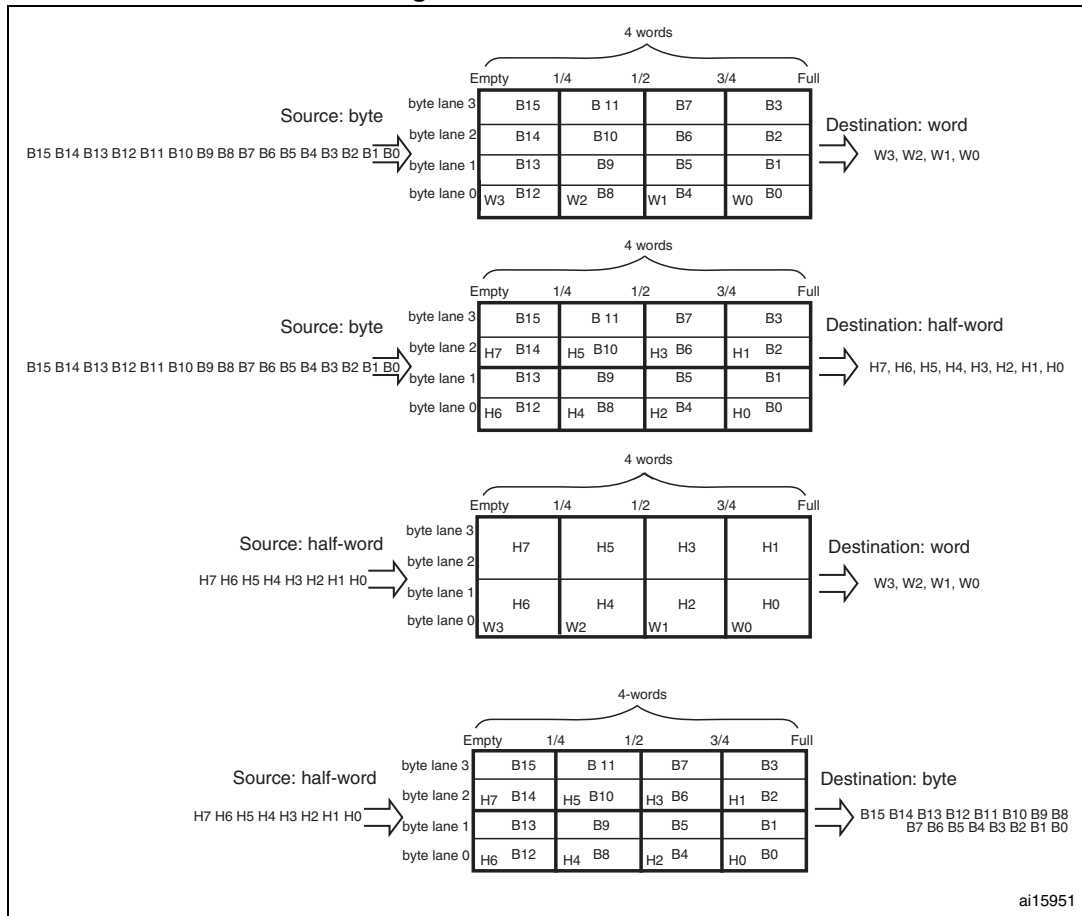 4 words
Empty 1/4 1/2 3/4 Full
Source: byte
B15 B14 B13 B12 B11 B10 B9 B8 B7 B6 B5 B4 B3 B2 B1 B0
byte lane 3 B15 B 11 B7 B3
byte lane 2 B14 B10 B6 B2
byte lane 1 B13 B9 B5 B1
byte lane 0 W3 B12 W2 B8 W1 B4 W0 B0
Destination: word
W3, W2, W1, W0
4 words
Empty 1/4 1/2 3/4 Full
Source: byte
B15 B14 B13 B12 B11 B10 B9 B8 B7 B6 B5 B4 B3 B2 B1 B0
byte lane 3 B15 B 11 B7 B3
byte lane 2 H7 B14 H5 B10 H3 B6 H1 B2
byte lane 1 B13 B9 B5 B1
byte lane 0 H6 B12 H4 B8 H2 B4 H0 B0
Destination: half-word
H7, H6, H5, H4, H3, H2, H1, H0
4 words
Empty 1/4 1/2 3/4 Full
Source: half-word
H7 H6 H5 H4 H3 H2 H1 H0
byte lane 3
H7 H5 H3 H1
byte lane 2
byte lane 1
H6 H4 H2 H0
byte lane 0 W3 W2 W1 W0
Destination: word
W3, W2, W1, W0
4-words
Empty 1/4 1/2 3/4 Full
Source: half-word
H7 H6 H5 H4 H3 H2 H1 H0
byte lane 3 B15 B 11 B7 B3
byte lane 2 H7 B14 H5 B10 H3 B6 H1 B2
byte lane 1 B13 B9 B5 B1
byte lane 0 H6 B12 H4 B8 H2 B4 H0 B0
Destination: byte
B15 B14 B13 B12 B11 B10 B9 B8
B7 B6 B5 B4 B3 B2 B1 B0
ai15951